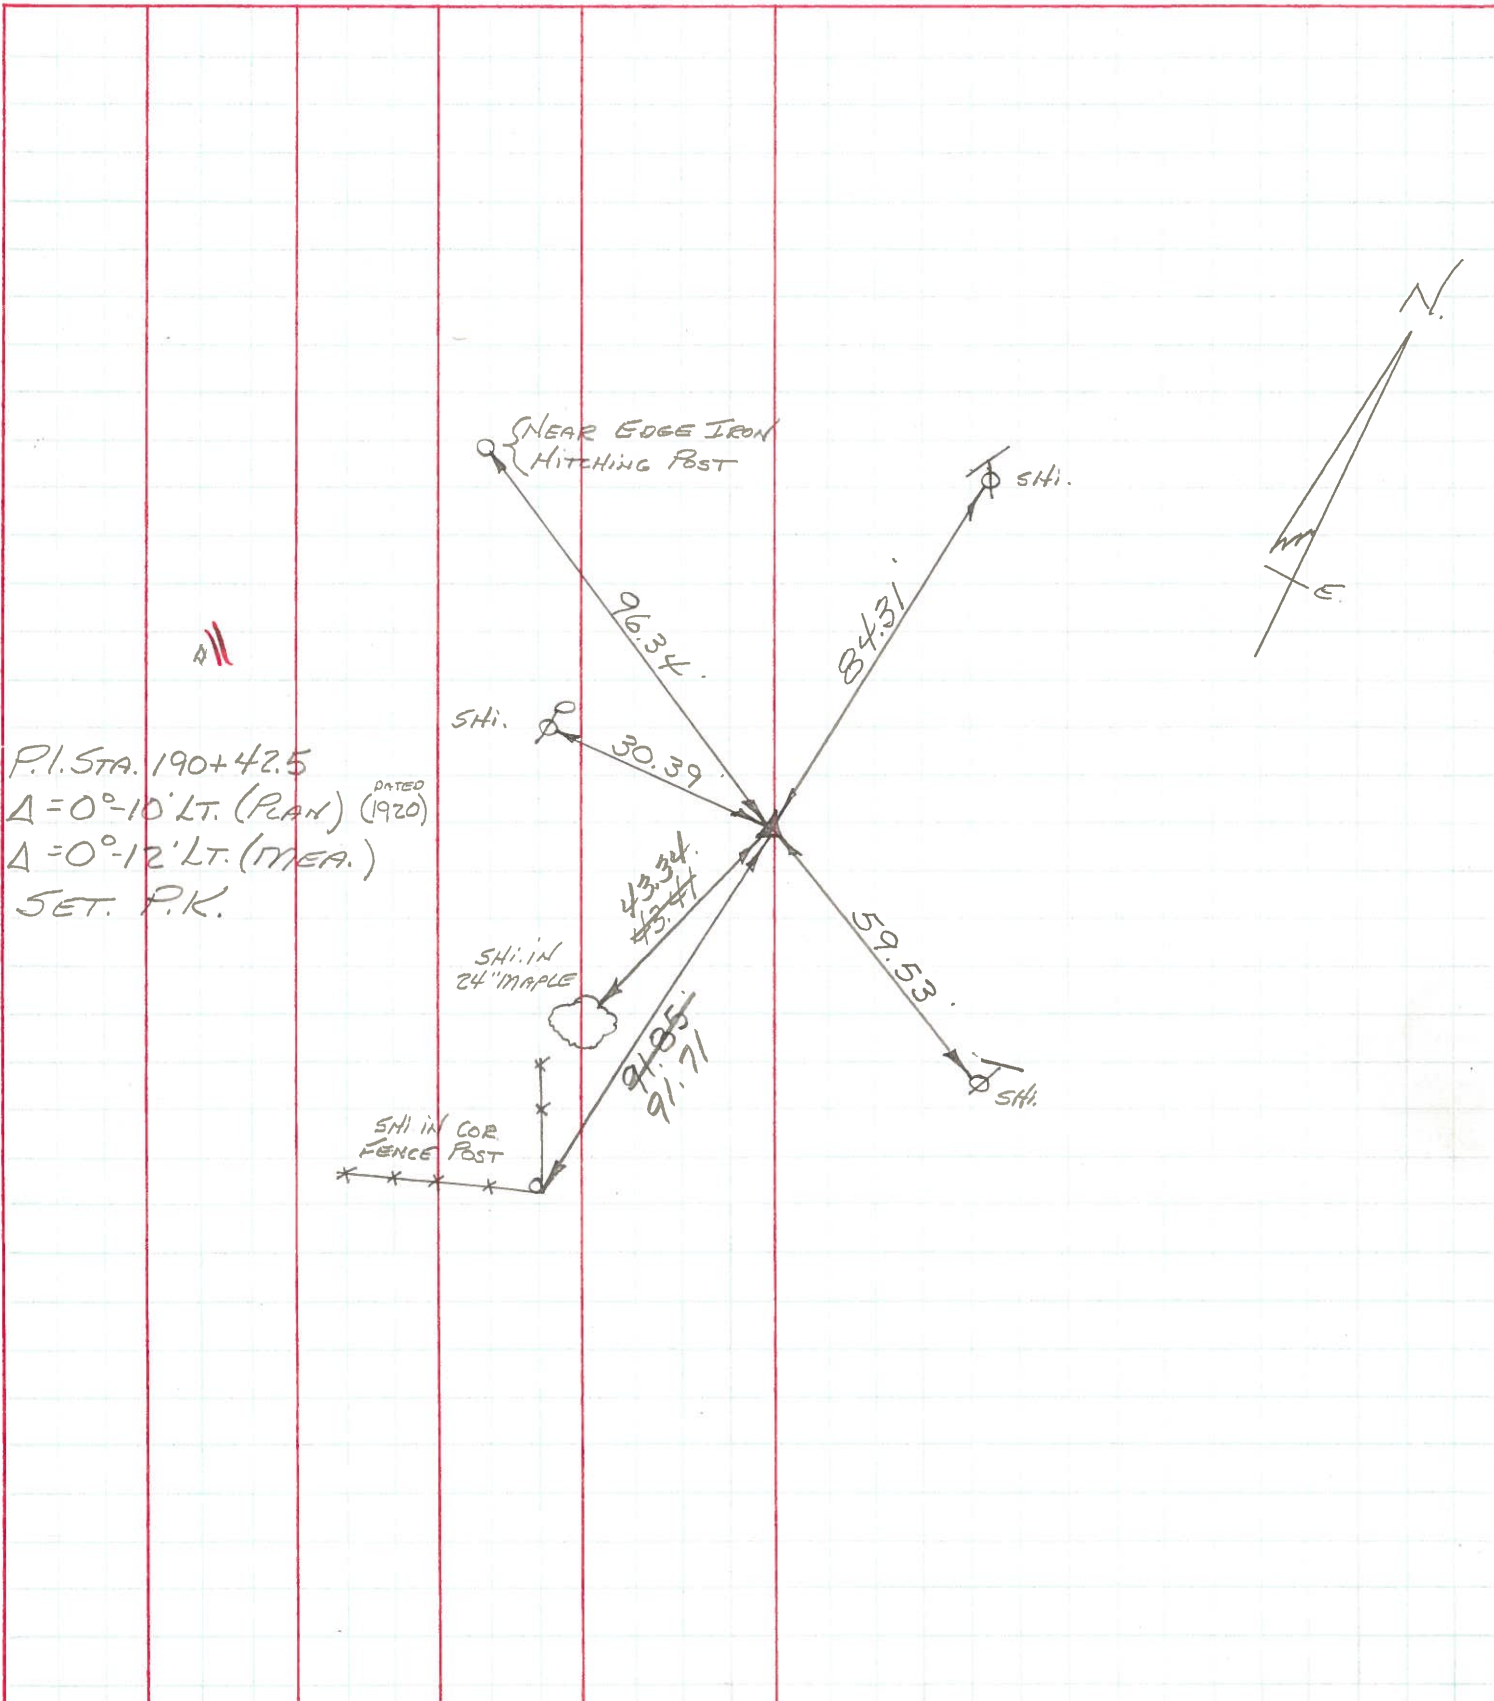 N.
E.
{NEAR EDGE IRON
HITCHING POST
SHI.
96.34'
84.31'
SHI.
30.39'
P.I. STA. 190+42.5
Δ = 0°-10' LT. (PLAN) (DATED 1920)
Δ = 0°-12' LT. (MEA.)
SET. P.K.
43.34'
43.41
SHI. IN
24" MAPLE
59.53'
91.85'
91.71
SHI.
SHI IN COR.
FENCE POST